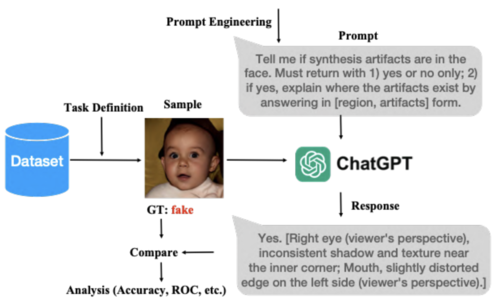 Prompt Engineering
Prompt
Tell me if synthesis artifacts are in the
face. Must return with 1) yes or no only; 2)
if yes, explain where the artifacts exist by
answering in [region, artifacts] form.
Task Definition
Sample
Dataset
ChatGPT
GT: fake
Response
Compare
Yes. [Right eye (viewer's perspective),
inconsistent shadow and texture near
the inner corner; Mouth, slightly distorted
edge on the left side (viewer's perspective).]
Analysis (Accuracy, ROC, etc.)